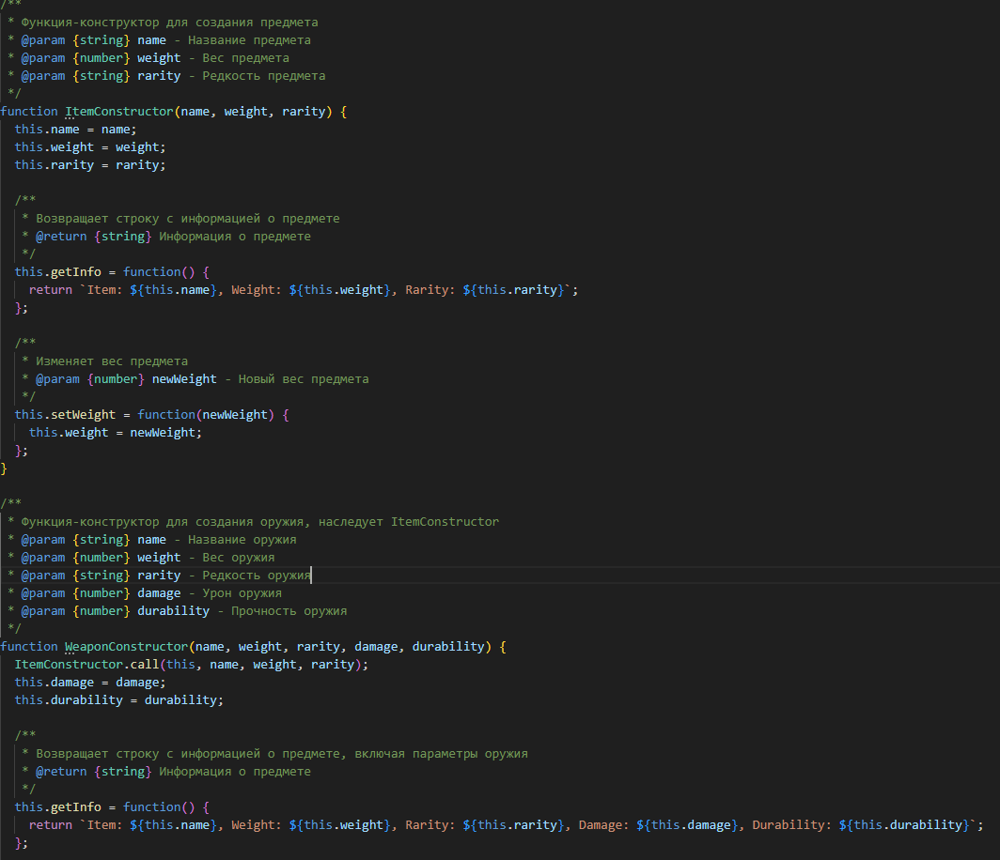 /**
 * Функция-конструктор для создания предмета
 * @param {string} name - Название предмета
 * @param {number} weight - Вес предмета
 * @param {string} rarity - Редкость предмета
 */
function ItemConstructor(name, weight, rarity) {
  this.name = name;
  this.weight = weight;
  this.rarity = rarity;

  /**
   * Возвращает строку с информацией о предмете
   * @return {string} Информация о предмете
   */
  this.getInfo = function() {
    return `Item: ${this.name}, Weight: ${this.weight}, Rarity: ${this.rarity}`;
  };

  /**
   * Изменяет вес предмета
   * @param {number} newWeight - Новый вес предмета
   */
  this.setWeight = function(newWeight) {
    this.weight = newWeight;
  };
}

/**
 * Функция-конструктор для создания оружия, наследует ItemConstructor
 * @param {string} name - Название оружия
 * @param {number} weight - Вес оружия
 * @param {string} rarity - Редкость оружия
 * @param {number} damage - Урон оружия
 * @param {number} durability - Прочность оружия
 */
function WeaponConstructor(name, weight, rarity, damage, durability) {
  ItemConstructor.call(this, name, weight, rarity);
  this.damage = damage;
  this.durability = durability;

  /**
   * Возвращает строку с информацией о предмете, включая параметры оружия
   * @return {string} Информация о предмете
   */
  this.getInfo = function() {
    return `Item: ${this.name}, Weight: ${this.weight}, Rarity: ${this.rarity}, Damage: ${this.damage}, Durability: ${this.durability}`;
  };